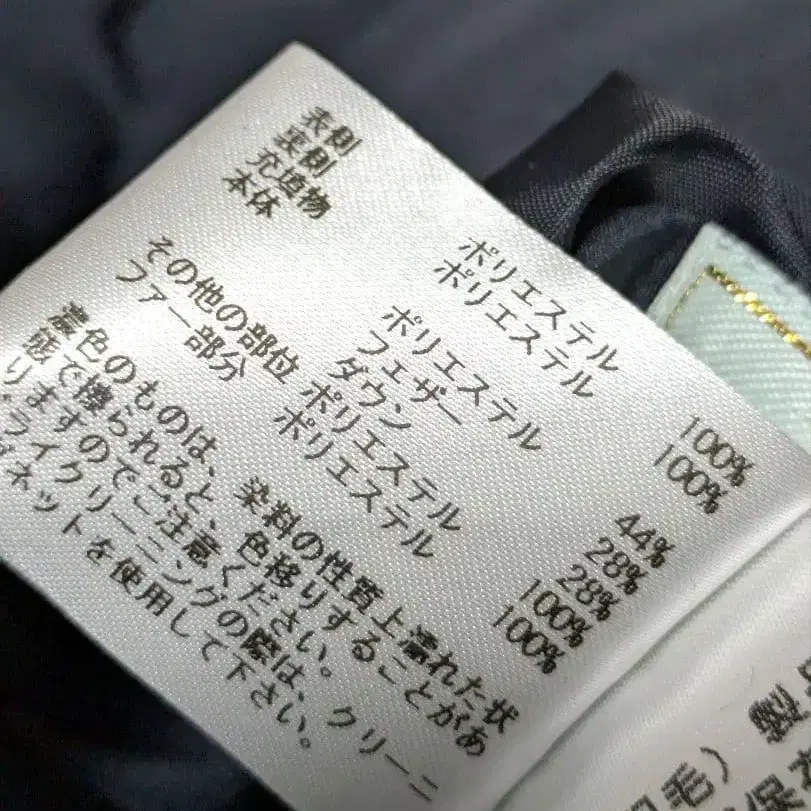 表側 ポリエステル 100%
裏側 ポリエステル 100%
充填物
本体 ポリエステル 44%
フェザー 28%
ダウン 28%
その他の部位 ポリエステル 100%
ファー部分 ポリエステル 100%
濃色のものは、染料の性質上濡れた状
態で擦られると、色移りすることがあ
りますのでご注意ください。
ドライクリーニングの際は、クリーニ
ングネットを使用して下さい。
毛）